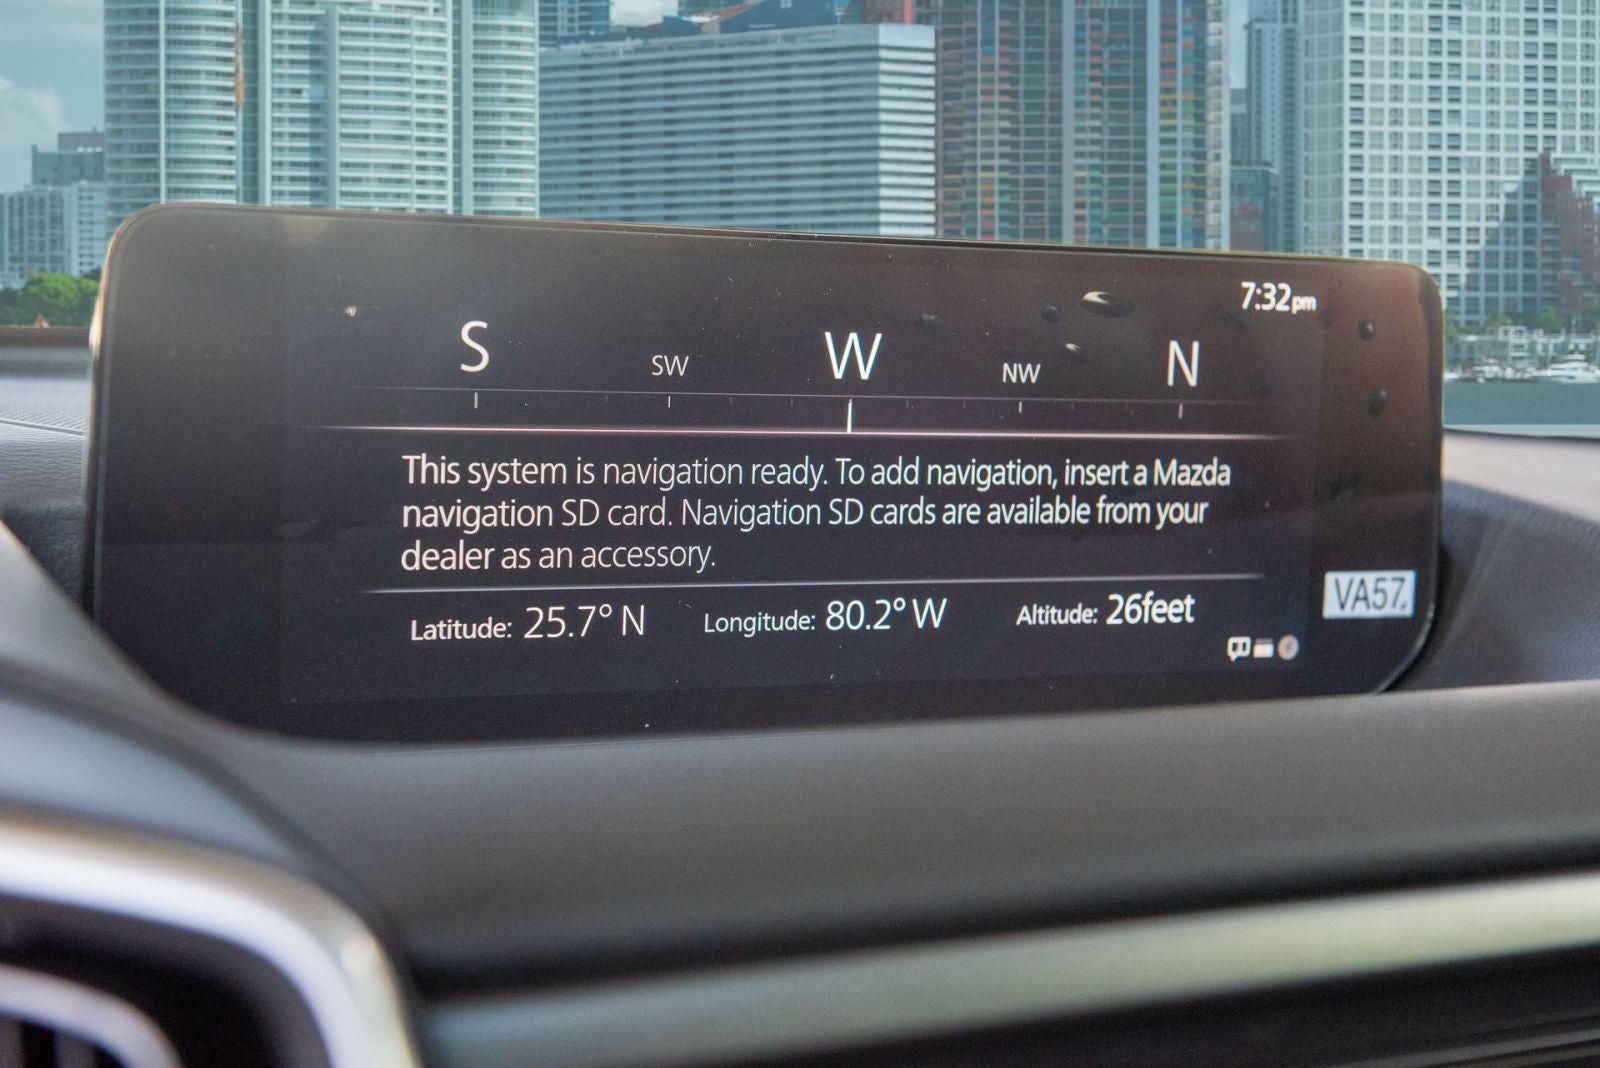 7:32pm
S SW W NW N
This system is navigation ready. To add navigation, insert a Mazda
navigation SD card. Navigation SD cards are available from your
dealer as an accessory.
Latitude: 25.7° N Longitude: 80.2° W Altitude: 26feet
VA57.